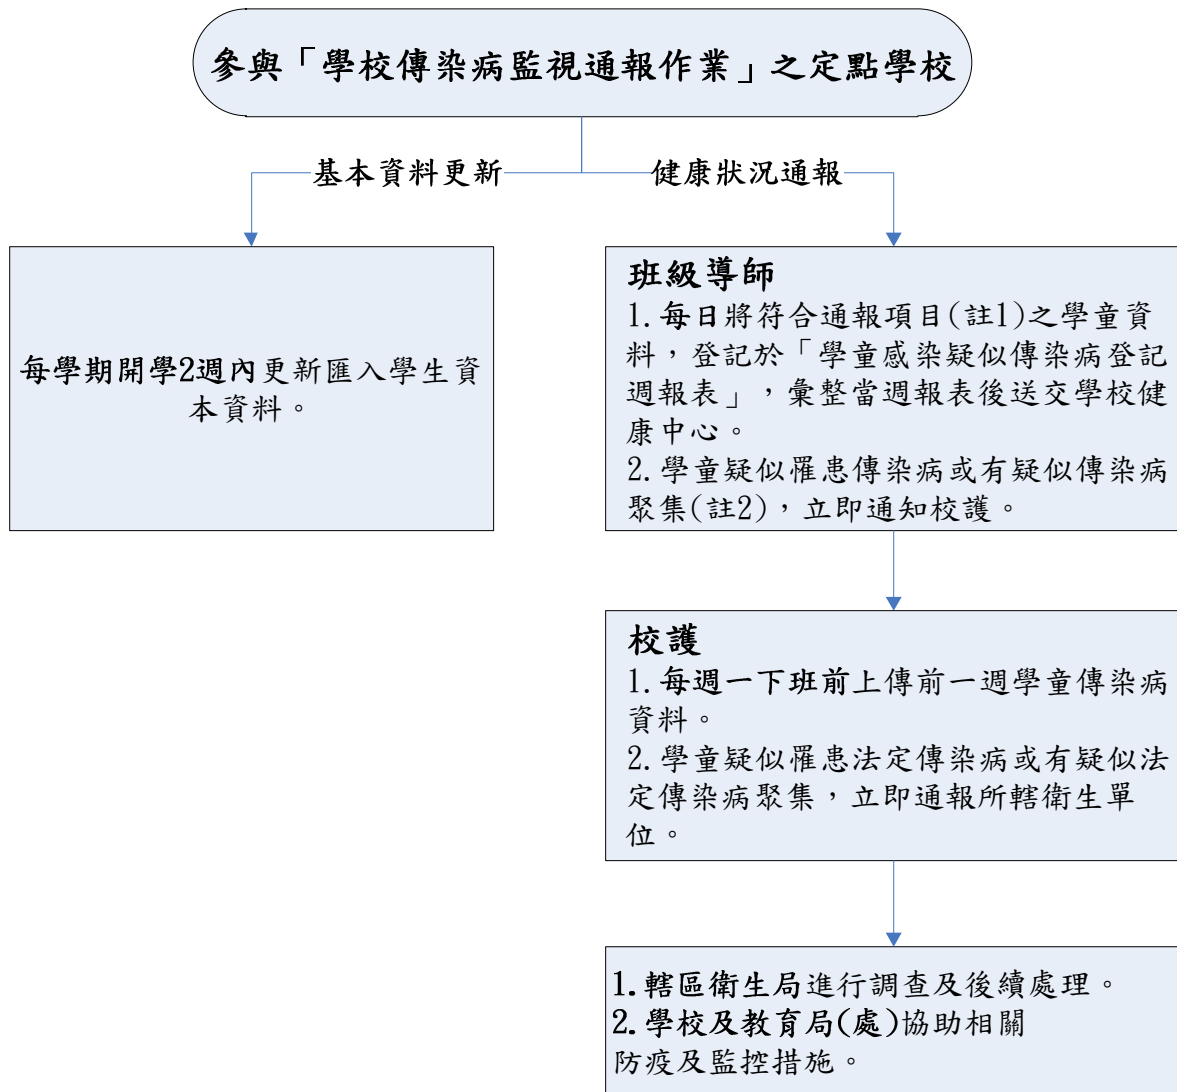 參與「學校傳染病監視通報作業」之定點學校
基本資料更新
健康狀況通報
每學期開學2週內更新匯入學生資
本資料。
班級導師
1. 每日將符合通報項目(註1)之學童資
料，登記於「學童感染疑似傳染病登記
週報表」，彙整當週報表後送交學校健
康中心。
2. 學童疑似罹患傳染病或有疑似傳染病
聚集(註2)，立即通知校護。
校護
1. 每週一下班前上傳前一週學童傳染病
資料。
2. 學童疑似罹患法定傳染病或有疑似法
定傳染病聚集，立即通報所轄衛生單
位。
1. 轄區衛生局進行調查及後續處理。
2. 學校及教育局(處)協助相關
防疫及監控措施。